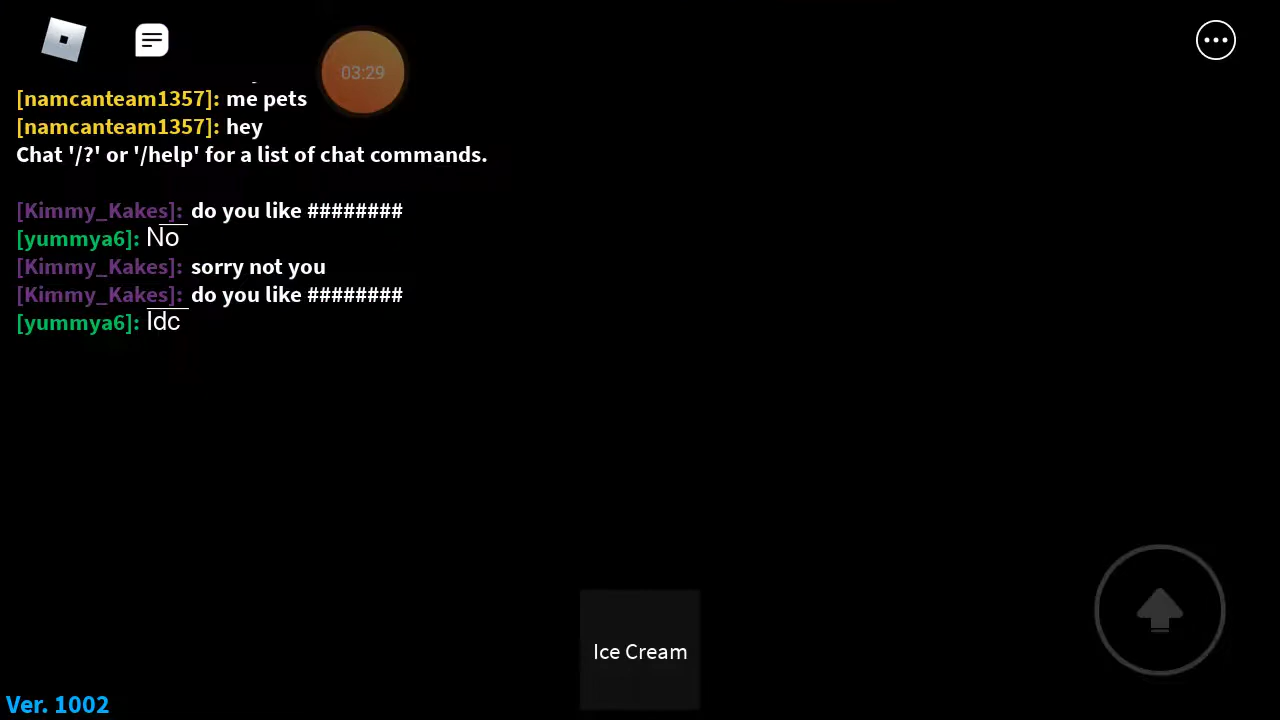 03:29
[namcanteam1357]: me pets
[namcanteam1357]: hey
Chat '/?' or '/help' for a list of chat commands.
[Kimmy_Kakes]: do you like ########
[yummya6]: No
[Kimmy_Kakes]: sorry not you
[Kimmy_Kakes]: do you like ########
[yummya6]: Idc
Ice Cream
Ver. 1002